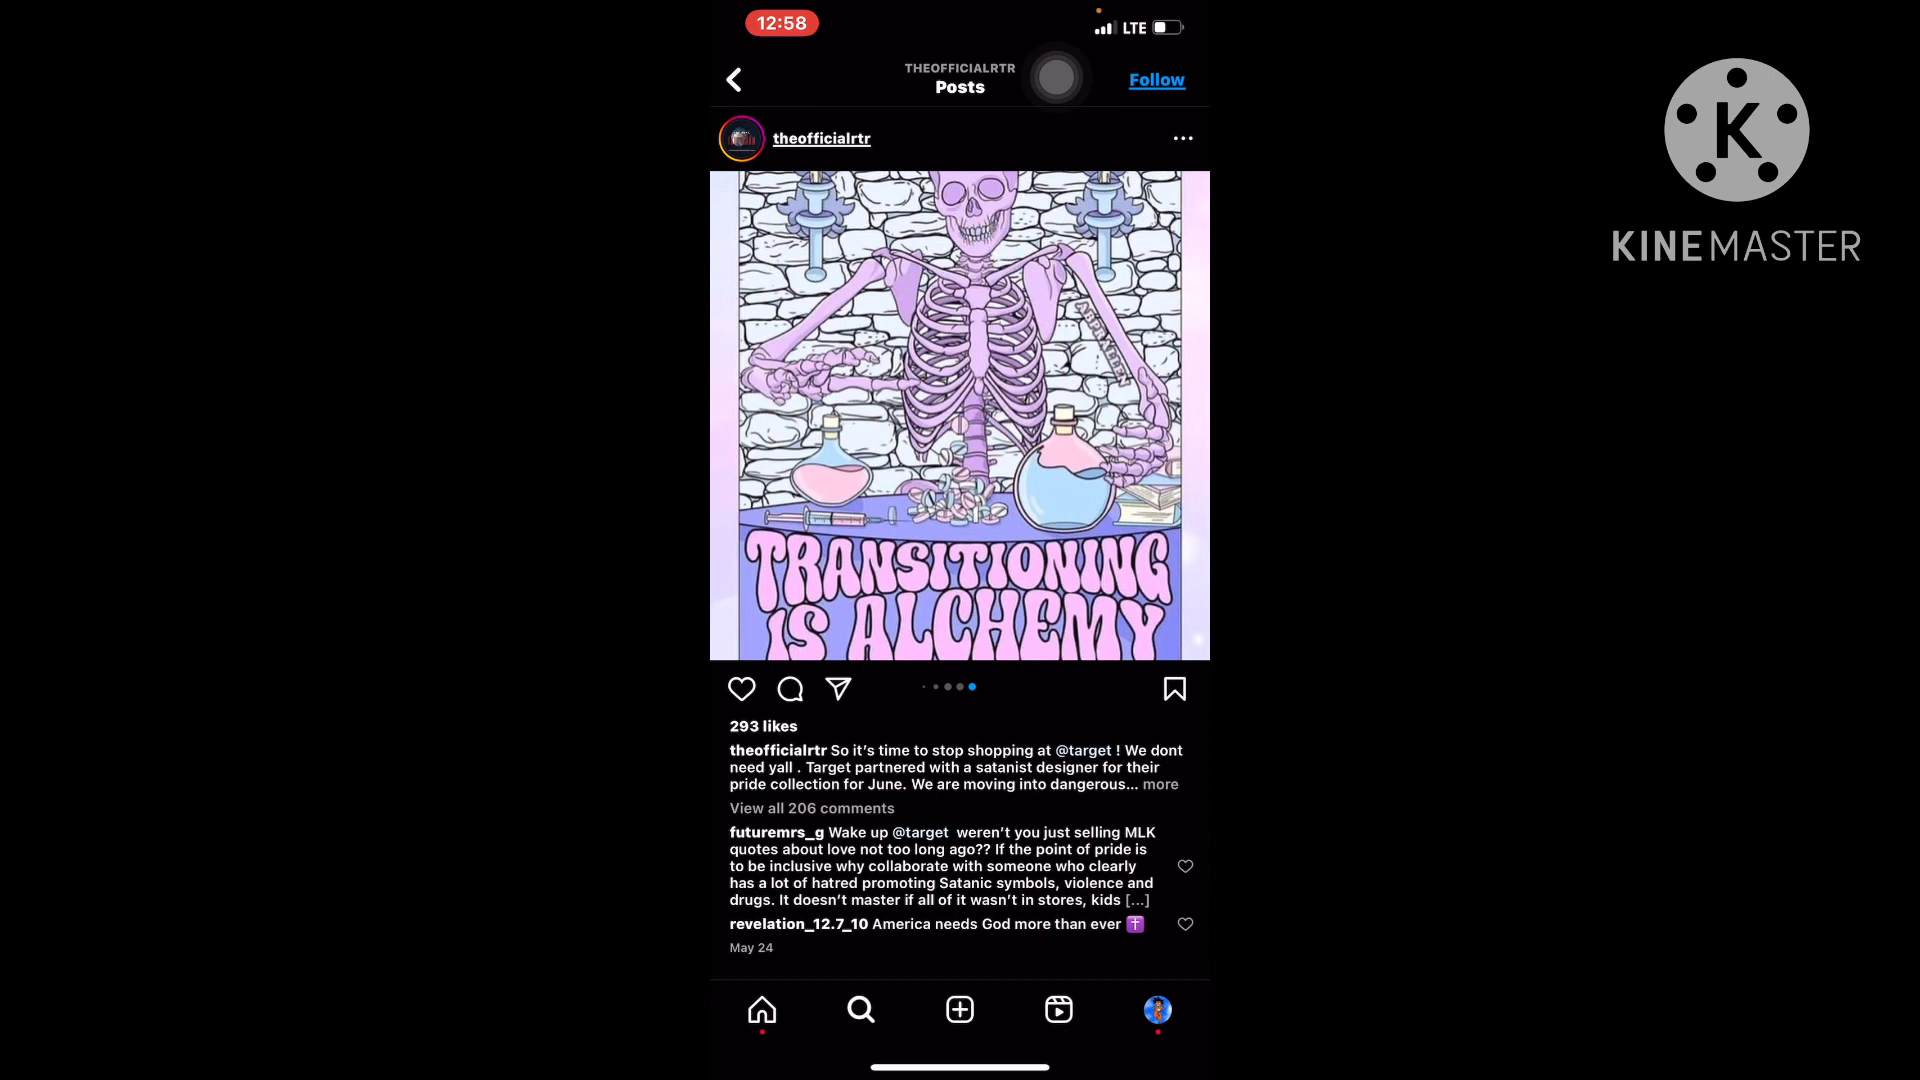 12:58
LTE
THEOFFICIALRTR
Posts
Follow
theofficialrtr
ABPRALLEN
TRANSITIONING
IS ALCHEMY
293 likes
theofficialrtr So it's time to stop shopping at @target ! We dont
need yall . Target partnered with a satanist designer for their
pride collection for June. We are moving into dangerous... more
View all 206 comments
futuremrs_g Wake up @target weren't you just selling MLK
quotes about love not too long ago?? If the point of pride is
to be inclusive why collaborate with someone who clearly
has a lot of hatred promoting Satanic symbols, violence and
drugs. It doesn't master if all of it wasn't in stores, kids [...]
revelation_12.7_10 America needs God more than ever ✝️
May 24
K
KINEMASTER